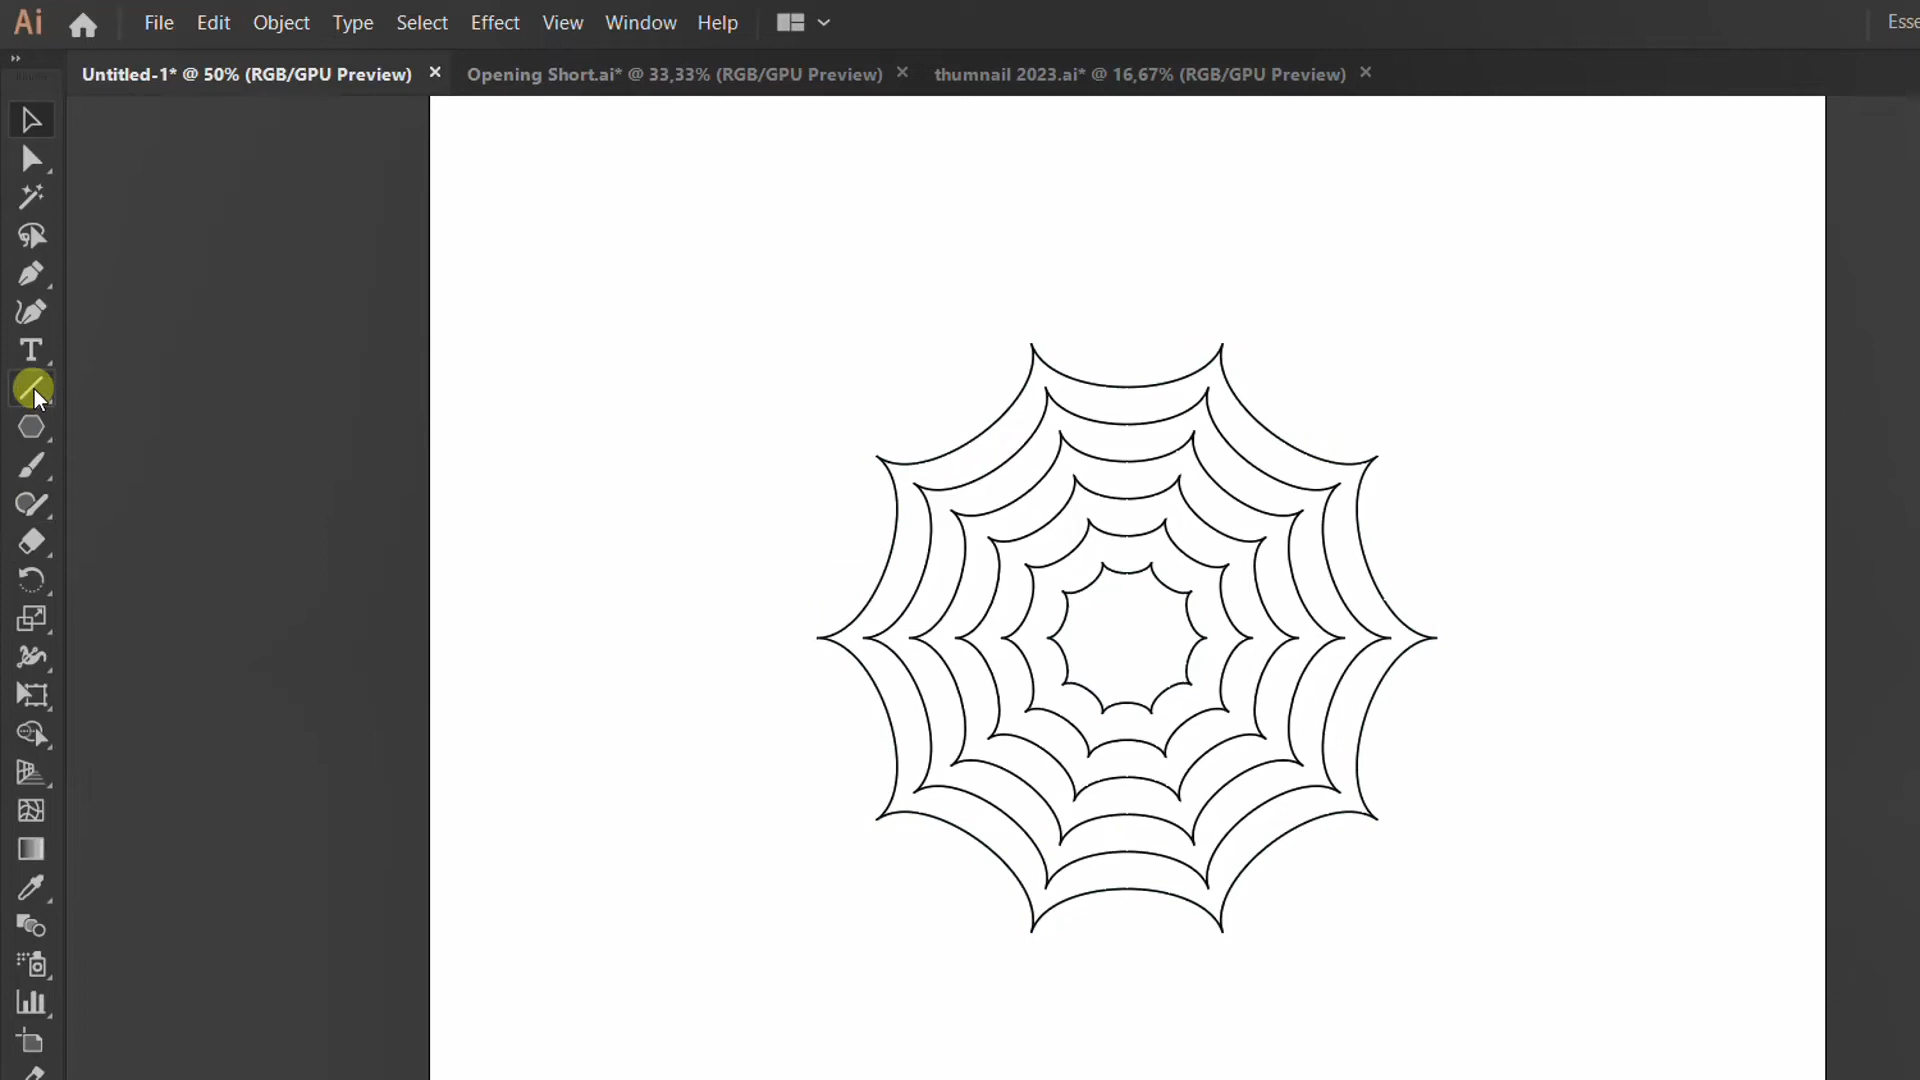 Ai File Edit Object Type Select Effect View Window Help Esse
Untitled-1* @ 50% (RGB/GPU Preview) × Opening Short.ai* @ 33,33% (RGB/GPU Preview) × thumnail 2023.ai* @ 16,67% (RGB/GPU Preview) ×